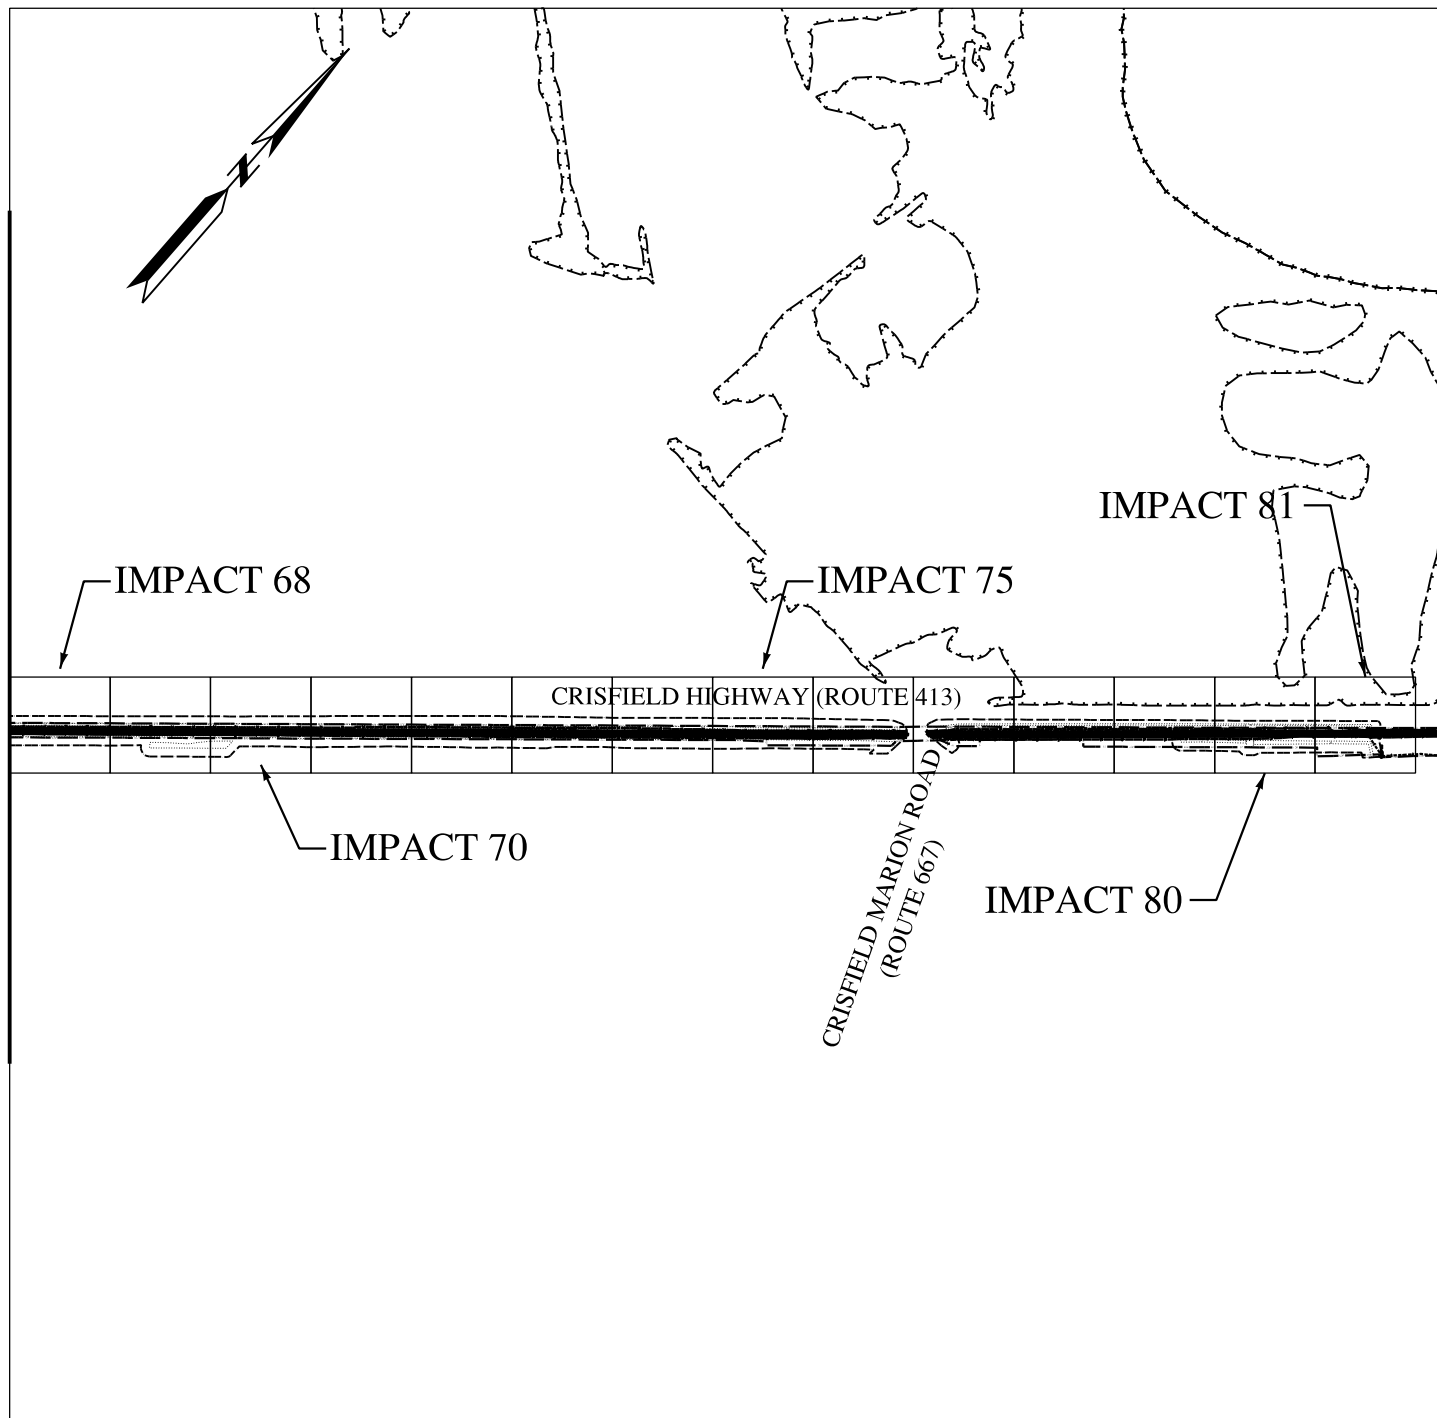 N
IMPACT 81
IMPACT 68
IMPACT 75
CRISFIELD HIGHWAY (ROUTE 413)
IMPACT 70
IMPACT 80
CRISFIELD MARION ROAD
(ROUTE 667)